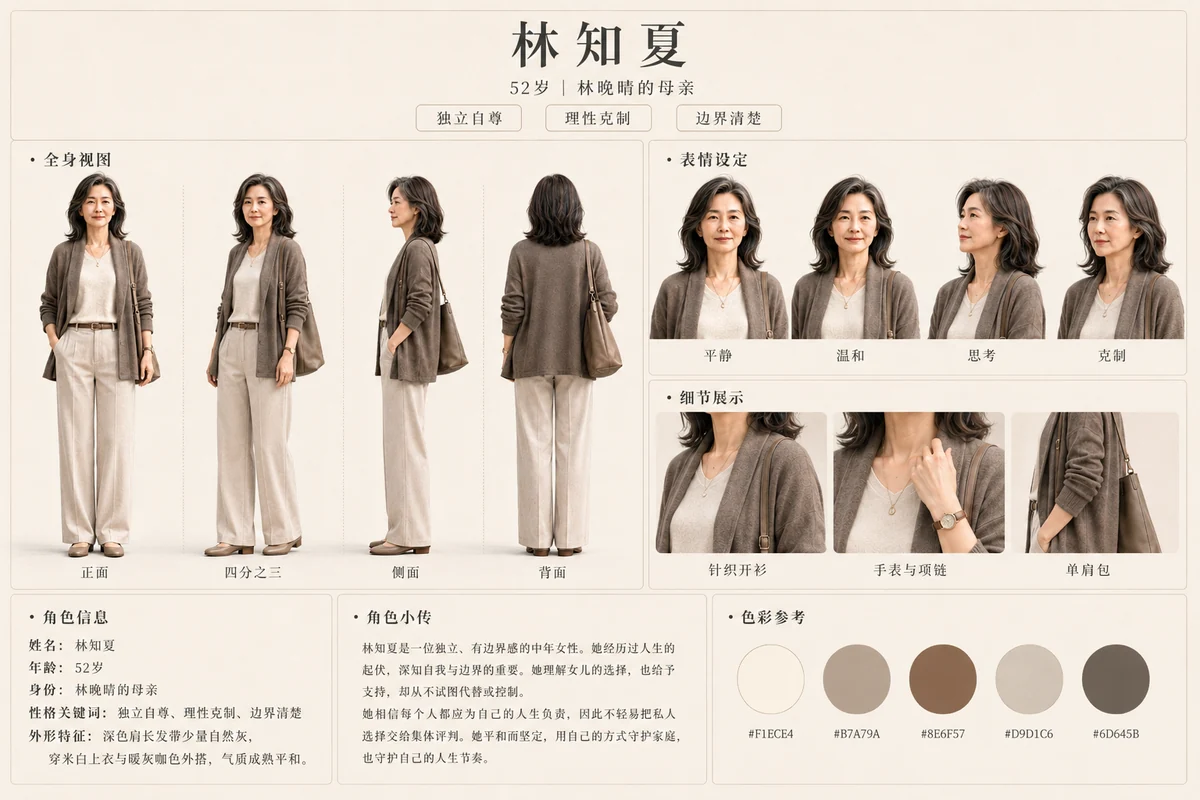 林知夏
52岁 | 林晚晴的母亲
独立自尊 理性克制 边界清楚
• 全身视图
正面 四分之三 侧面 背面
• 表情设定
平静 温和 思考 克制
• 细节展示
针织开衫 手表与项链 单肩包
• 角色信息
姓名： 林知夏
年龄： 52岁
身份： 林晚晴的母亲
性格关键词： 独立自尊、理性克制、边界清楚
外形特征： 深色肩长发带少量自然灰，
穿米白上衣与暖灰咖色外搭，气质成熟平和。
• 角色小传
林知夏是一位独立、有边界感的中年女性。她经历过人生的
起伏，深知自我与边界的重要。她理解女儿的选择，也给予
支持，却从不试图代替或控制。
她相信每个人都应为自己的人生负责，因此不轻易把私人
选择交给集体评判。她平和而坚定，用自己的方式守护家庭，
也守护自己的人生节奏。
• 色彩参考
#F1ECE4 #B7A79A #8E6F57 #D9D1C6 #6D645B